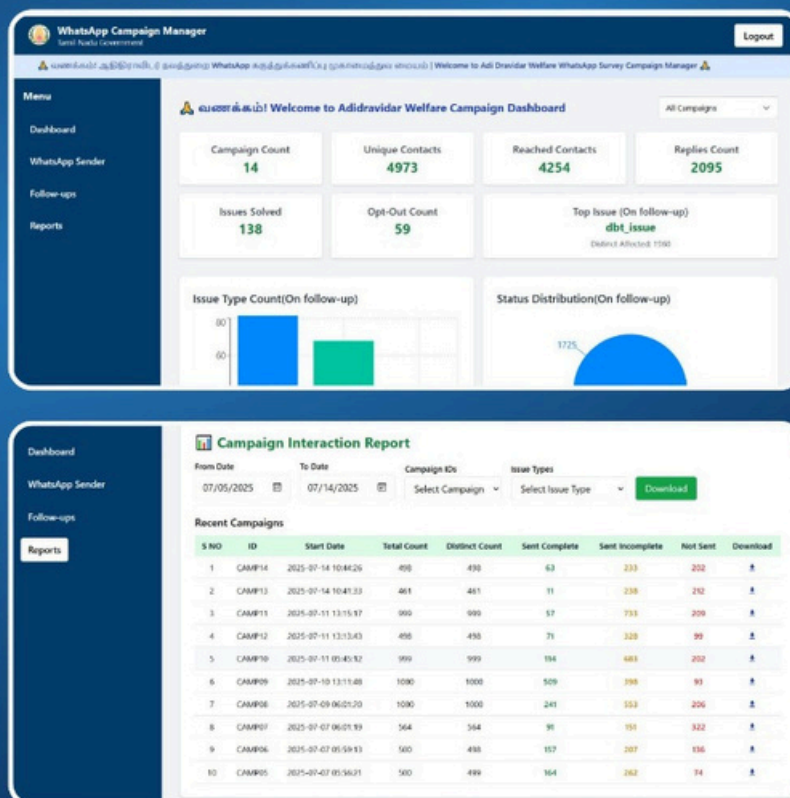 WhatsApp Campaign Manager
Tamil Nadu Government
Logout
வணக்கம்! ஆதிதிராவிடர் நலத்துறை WhatsApp கருத்துக்கணிப்பு முகாமைத்துவ மையம் | Welcome to Adi Dravidar Welfare WhatsApp Survey Campaign Manager
Menu
Dashboard
WhatsApp Sender
Follow-ups
Reports
வணக்கம்! Welcome to Adidravidar Welfare Campaign Dashboard
All Campaigns
Campaign Count
14
Unique Contacts
4973
Reached Contacts
4254
Replies Count
2095
Issues Solved
138
Opt-Out Count
59
Top Issue (On follow-up)
dbt_issue
Distinct Affected:
Issue Type Count(On follow-up)
80
60
Status Distribution(On follow-up)
1725
Dashboard
WhatsApp Sender
Follow-ups
Reports
Campaign Interaction Report
From Date
To Date
Campaign IDs
Issue Types
07/05/2025
07/14/2025
Select Campaign
Select Issue Type
Download
Recent Campaigns
S NO ID Start Date Total Count Distinct Count Sent Complete Sent Incomplete Not Sent Download
1 CAMP14 2025-07-14 10:44:26 498 498 63 233 202
2 CAMP13 2025-07-14 10:41:33 461 461 11 238 212
3 CAMP11 2025-07-11 13:15:17 999 999 57 733 209
4 CAMP12 2025-07-11 13:13:43 498 498 71 328 99
5 CAMP10 2025-07-11 05:45:12 999 999 114 683 202
6 CAMP09 2025-07-10 13:11:48 1000 1000 509 398 93
7 CAMP08 2025-07-09 06:01:20 1000 1000 241 553 206
8 CAMP07 2025-07-07 06:01:19 564 564 91 151 322
9 CAMP06 2025-07-07 05:59:13 500 498 157 207 136
10 CAMP05 2025-07-07 05:56:21 500 499 164 262 74